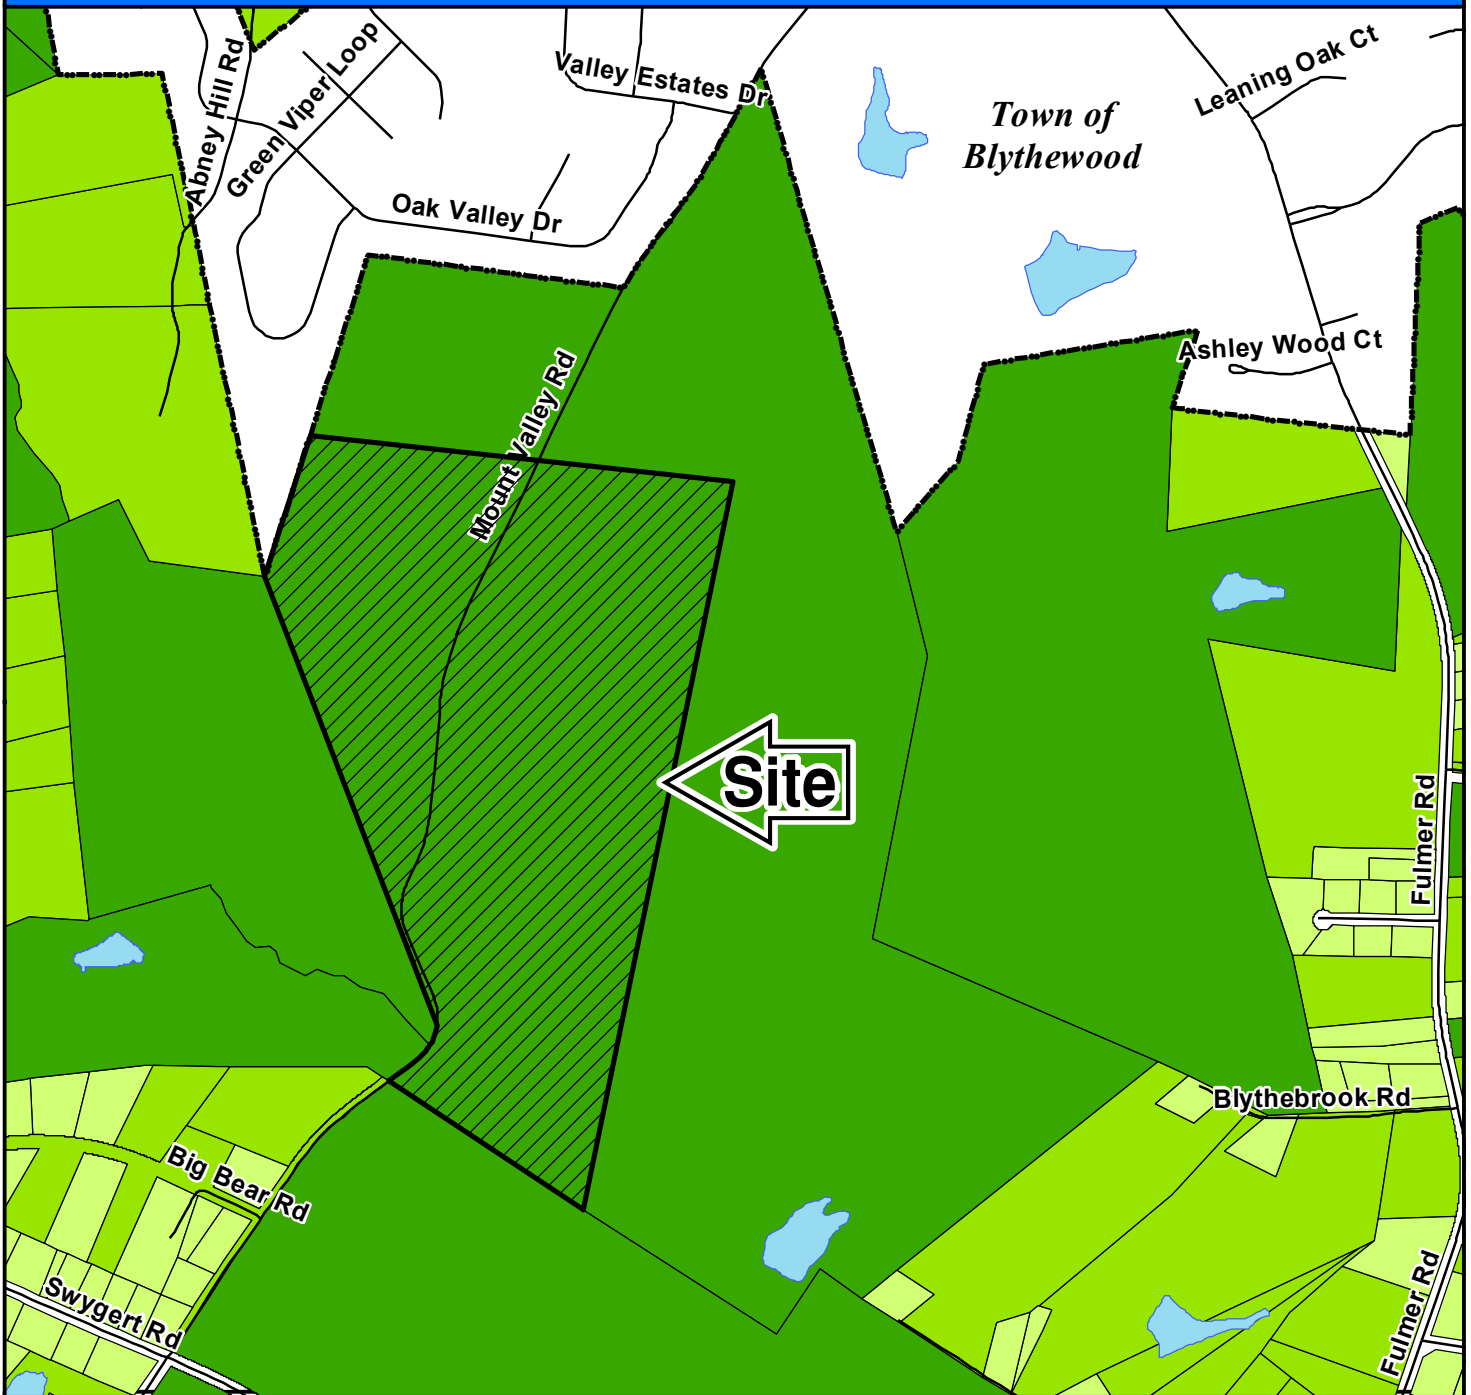 Abney Hill Rd
Green Viper Loop
Valley Estates Dr
Oak Valley Dr
Town of
Blythewood
Leaning Oak Ct
Ashley Wood Ct
Mount Valley Rd
Site
Fulmer Rd
Blythebrook Rd
Big Bear Rd
Swygert Rd
Fulmer Rd